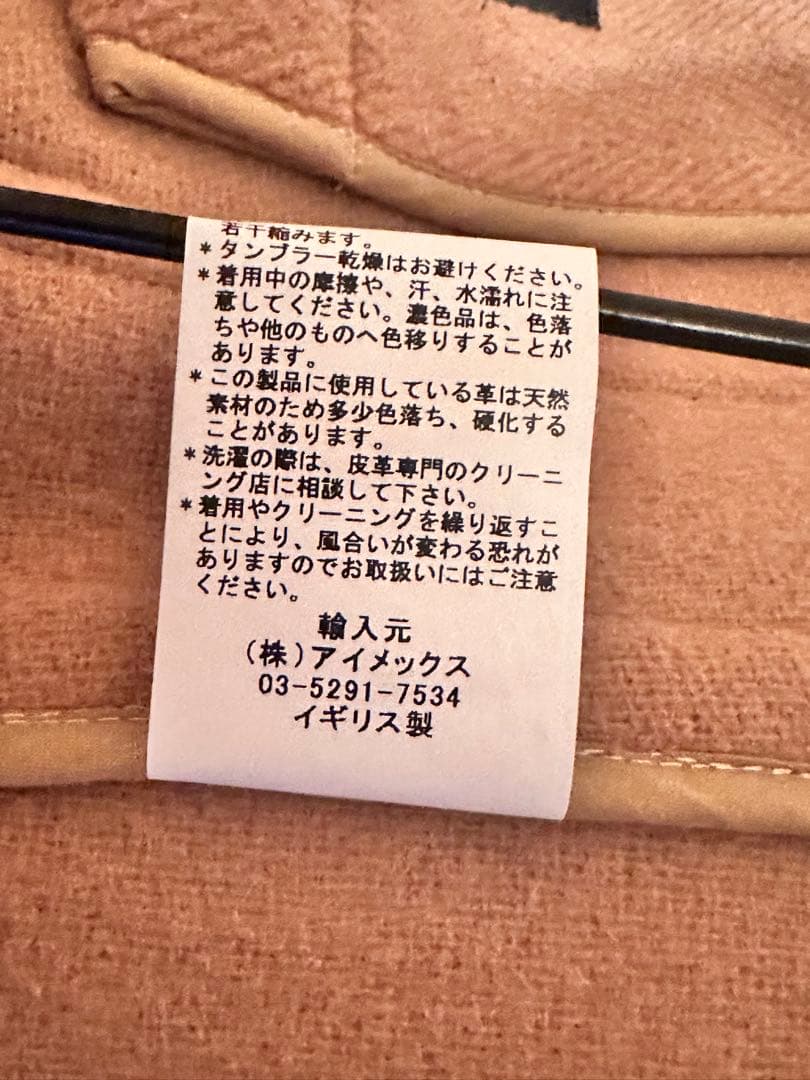 若干縮みます。
*タンブラー乾燥はお避けください。
*着用中の摩擦や、汗、水濡れに注
意してください。濃色品は、色落
ちや他のものへ色移りすることが
あります。
*この製品に使用している革は天然
素材のため多少色落ち、硬化する
ことがあります。
*洗濯の際は、皮革専門のクリーニ
ング店に相談して下さい。
*着用やクリーニングを繰り返すこ
とにより、風合いが変わる恐れが
ありますのでお取扱いにはご注意
ください。
輸入元
(株)アイメックス
03-5291-7534
イギリス製